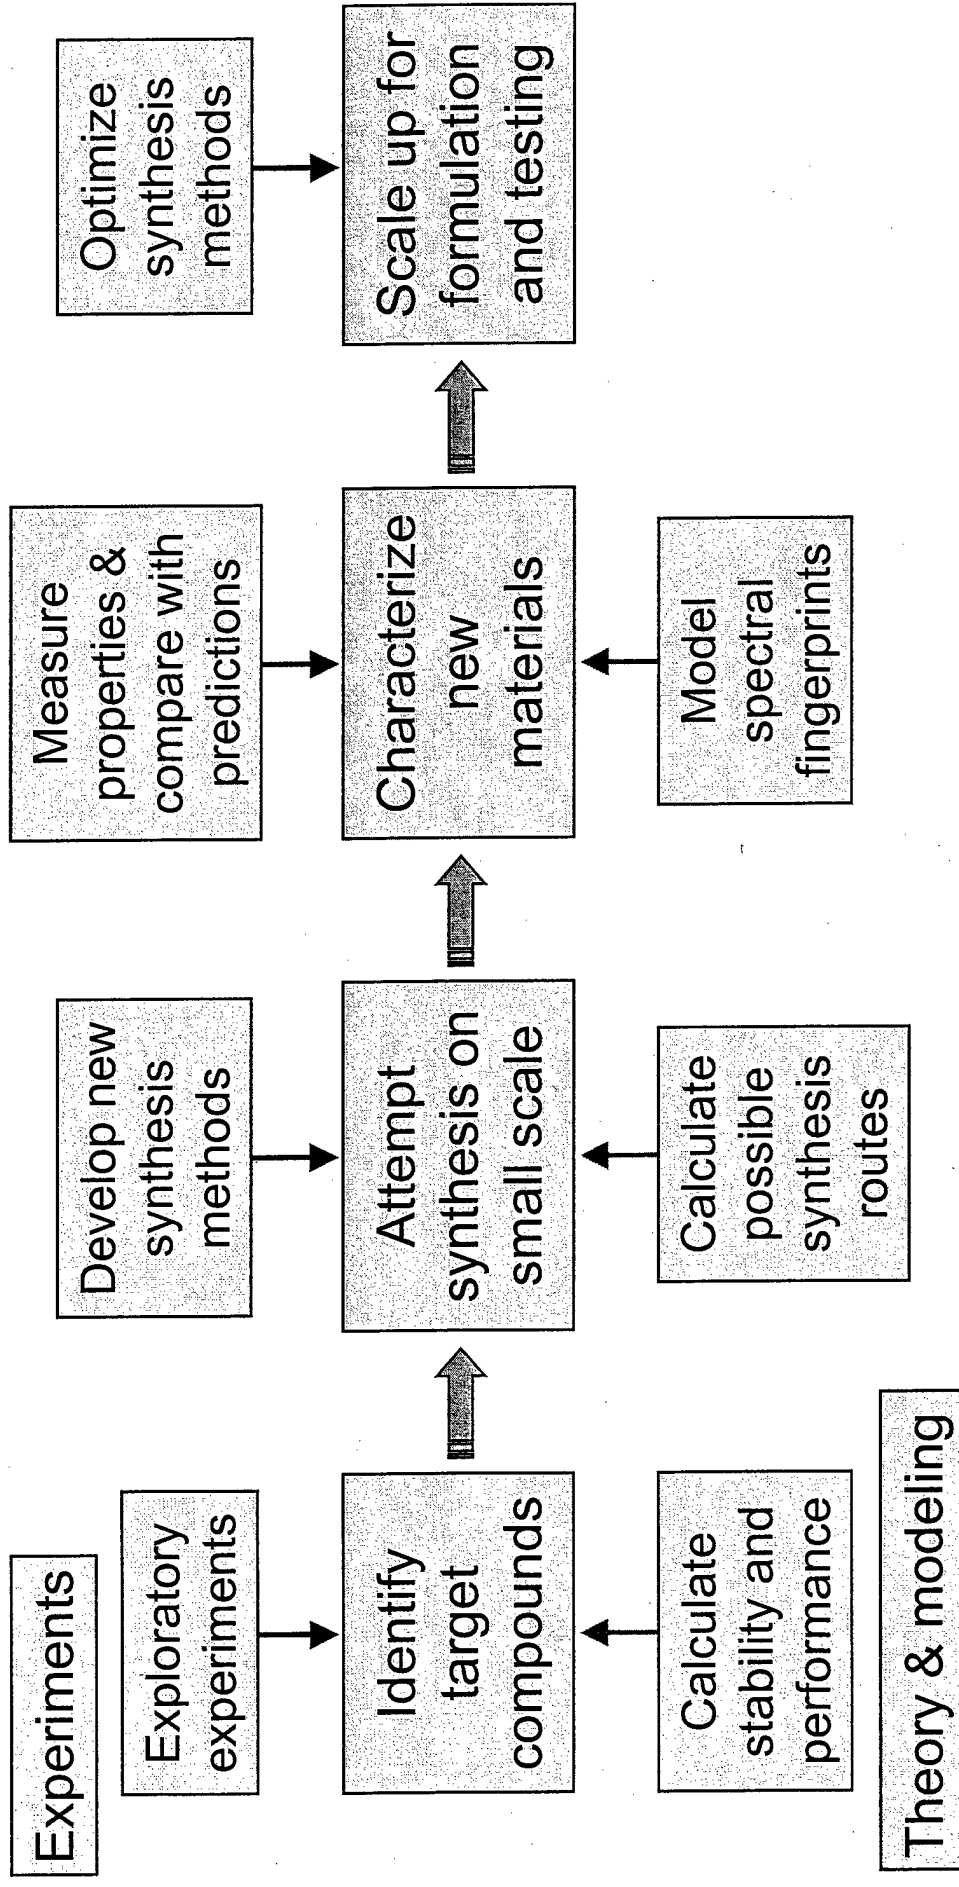 Experiments
Exploratory
experiments
Develop new
synthesis
methods
Measure
properties &
compare with
predictions
Optimize
synthesis
methods
Identify
target
compounds
Attempt
synthesis on
small scale
Characterize
new
materials
Scale up for
formulation
and testing
Calculate
stability and
performance
Calculate
possible
synthesis
routes
Model
spectral
fingerprints
Theory & modeling